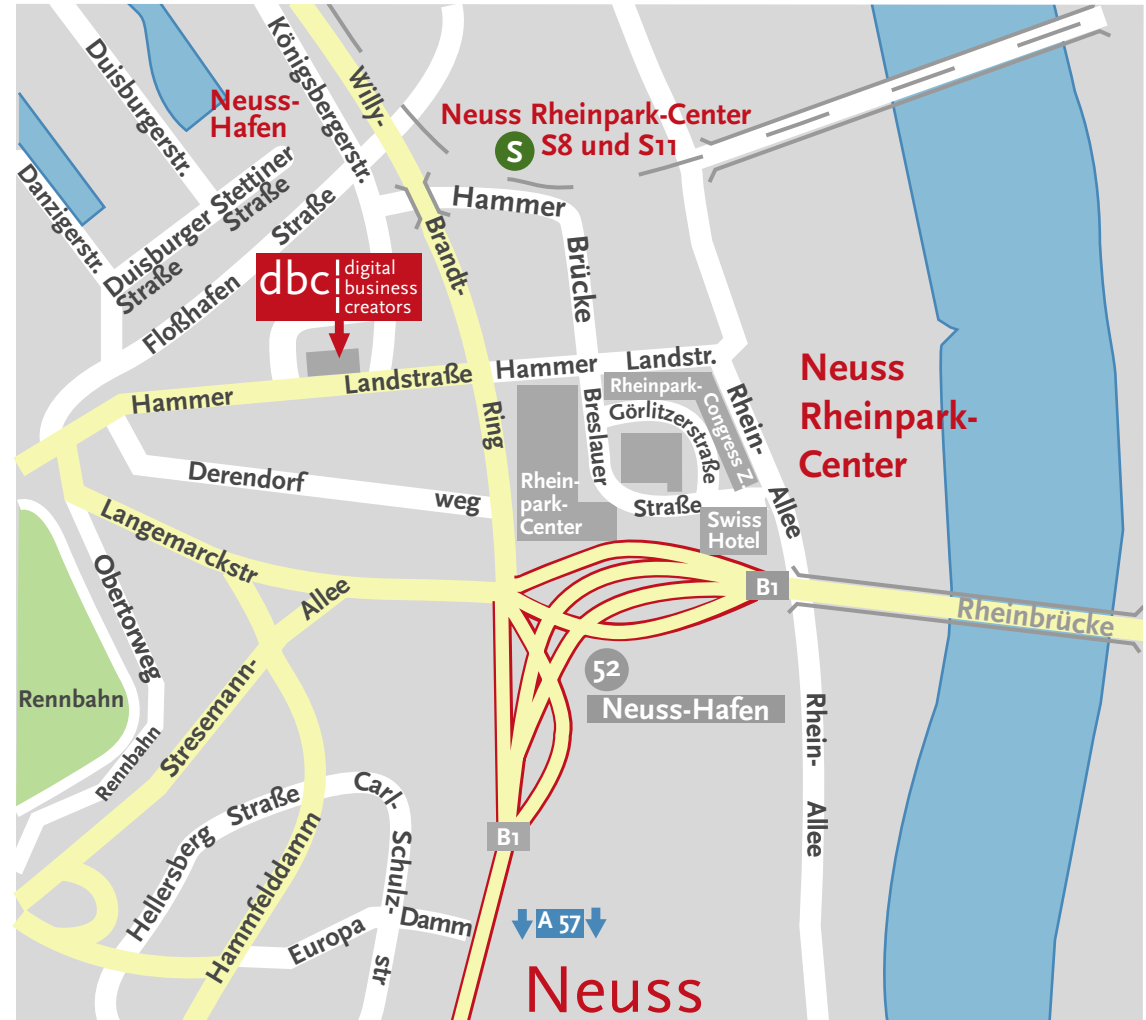 Duisburgerstr.
Königsbergerstr.
Willy-
Neuss-
Hafen
Neuss Rheinpark-Center
S
S8 und S11
Danzigerstr.
Duisburger Stettiner
Straße
Straße
Straße
Floßhafen
Hammer
Brücke
Brandt-
dbc
digital
business
creators
Hammer
Landstraße
Hammer
Landstr.
Ring
Neuss
Rheinpark-
Center
Rheinpark-
Congress Z.
Görlitzerstraße
Breslauer
Straße
Rhein-
Allee
Derendorf
weg
Rhein-
park-
Center
Swiss
Hotel
Langemarckstr
Obertorweg
Allee
B1
Rheinbrücke
52
Neuss-Hafen
Rennbahn
Stresemann-
Rennbahn
Rhein-
Allee
Hellersberg
Straße
Carl-
Schulz-
str
B1
Hammfelddamm
Europa
Damm
A 57
Neuss